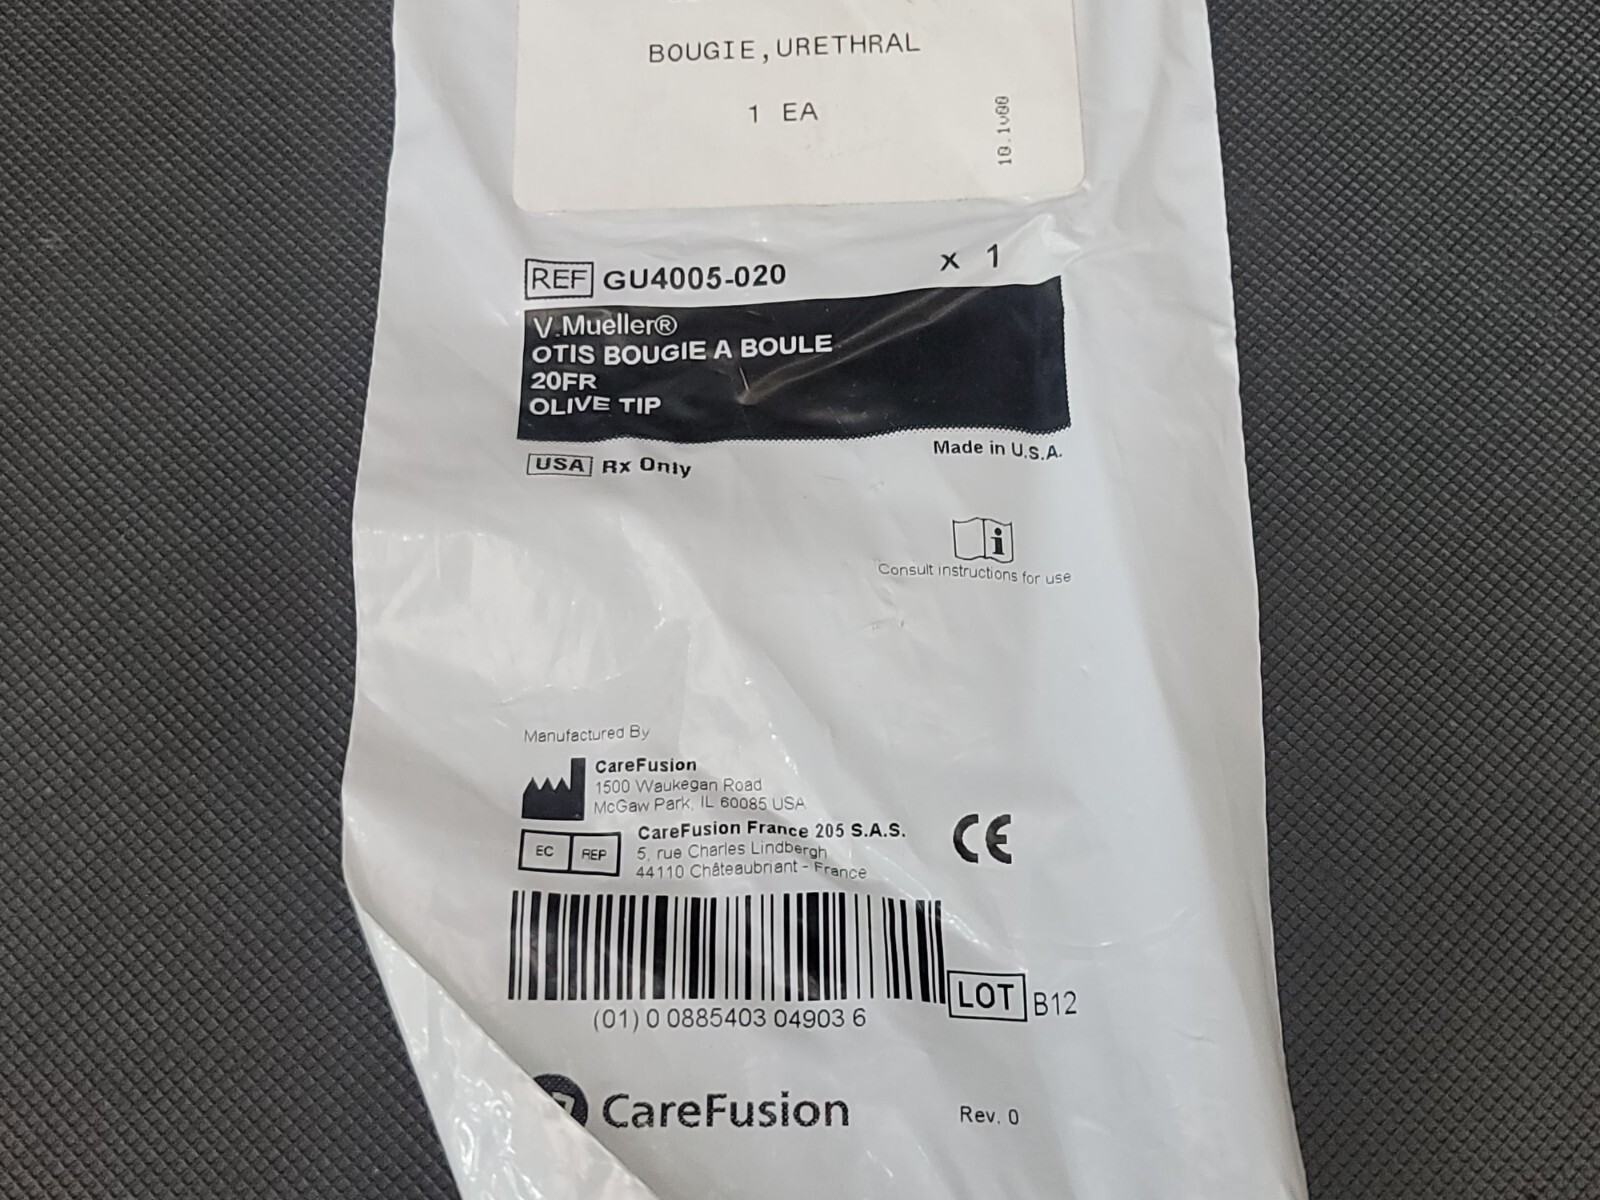 BOUGIE,URETHRAL
1 EA
10.1v00
REF GU4005-020
x 1
V.Mueller®
OTIS BOUGIE A BOULE
20FR
OLIVE TIP
USA Rx Only
Made in U.S.A.
Consult instructions for use
Manufactured By
CareFusion
1500 Waukegan Road
McGaw Park, IL 60085 USA
EC REP
CareFusion France 205 S.A.S.
5, rue Charles Lindbergh
44110 Châteaubriant - France
CE
(01) 0 0885403 04903 6
LOT B12
CareFusion
Rev. 0